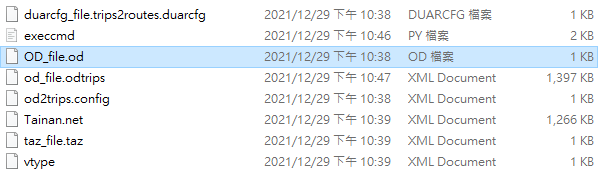 duarcfg_file.trips2routes.duarcfg 2021/12/29 下午 10:38 DUARCFG 檔案 1 KB
execcmd 2021/12/29 下午 10:46 PY 檔案 2 KB
OD_file.od 2021/12/29 下午 10:38 OD 檔案 1 KB
od_file.odtrips 2021/12/29 下午 10:47 XML Document 1,397 KB
od2trips.config 2021/12/29 下午 10:38 XML Document 1 KB
Tainan.net 2021/12/29 下午 10:39 XML Document 1,266 KB
taz_file.taz 2021/12/29 下午 10:39 XML Document 1 KB
vtype 2021/12/29 下午 10:39 XML Document 1 KB